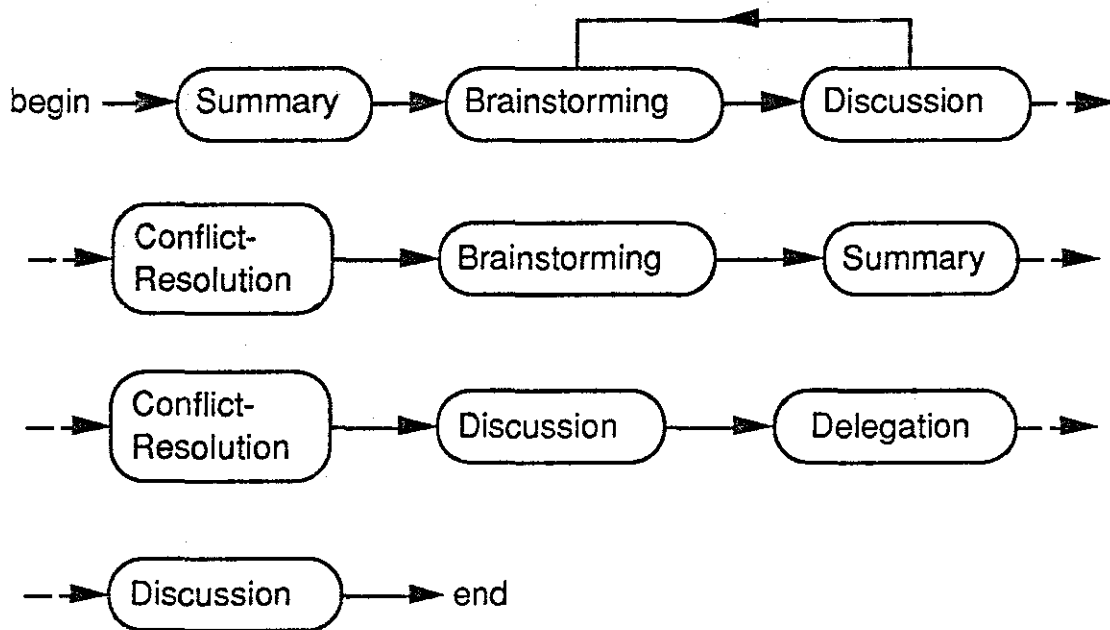 begin Summary Brainstorming Discussion
Conflict-
Resolution Brainstorming Summary
Conflict-
Resolution Discussion Delegation
Discussion end